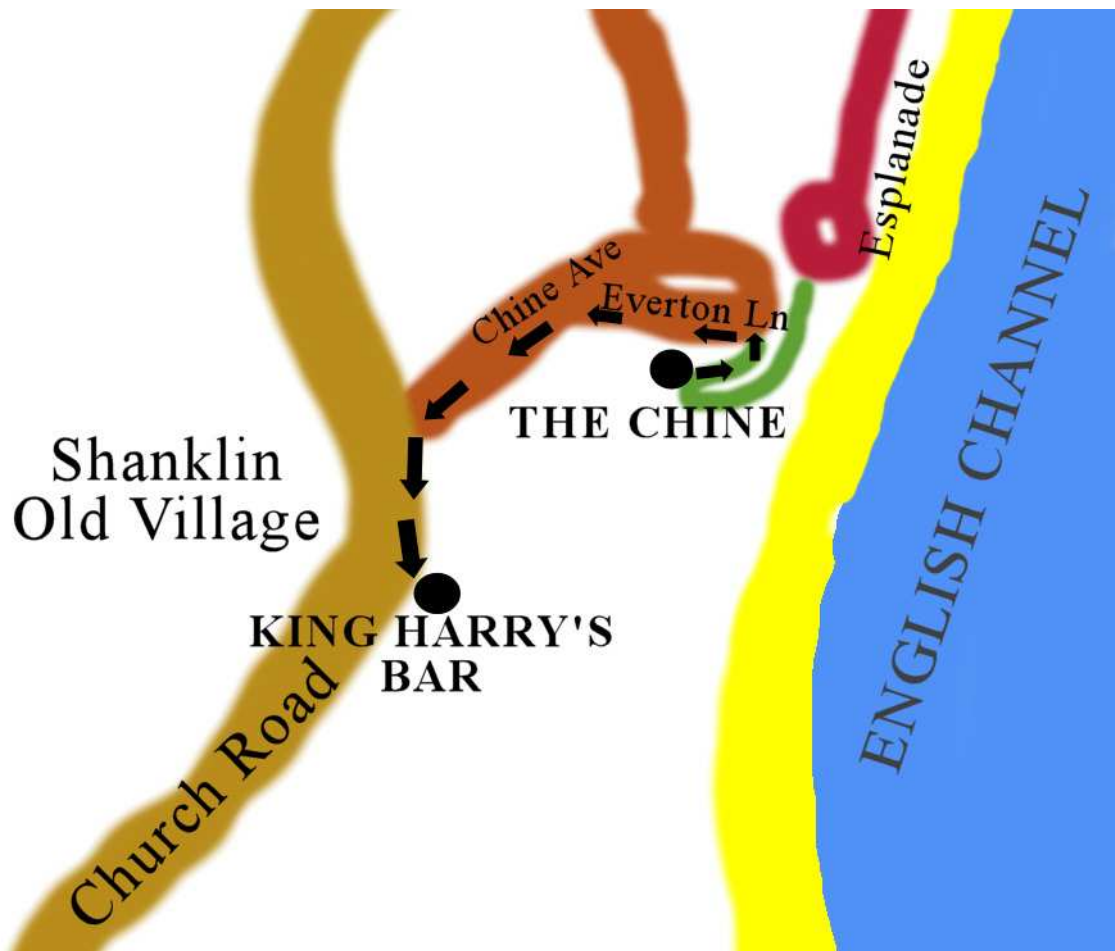 Esplanade
Chine Ave
Everton Ln
THE CHINE
Shanklin
Old Village
ENGLISH CHANNEL
KING HARRY'S
BAR
Church Road